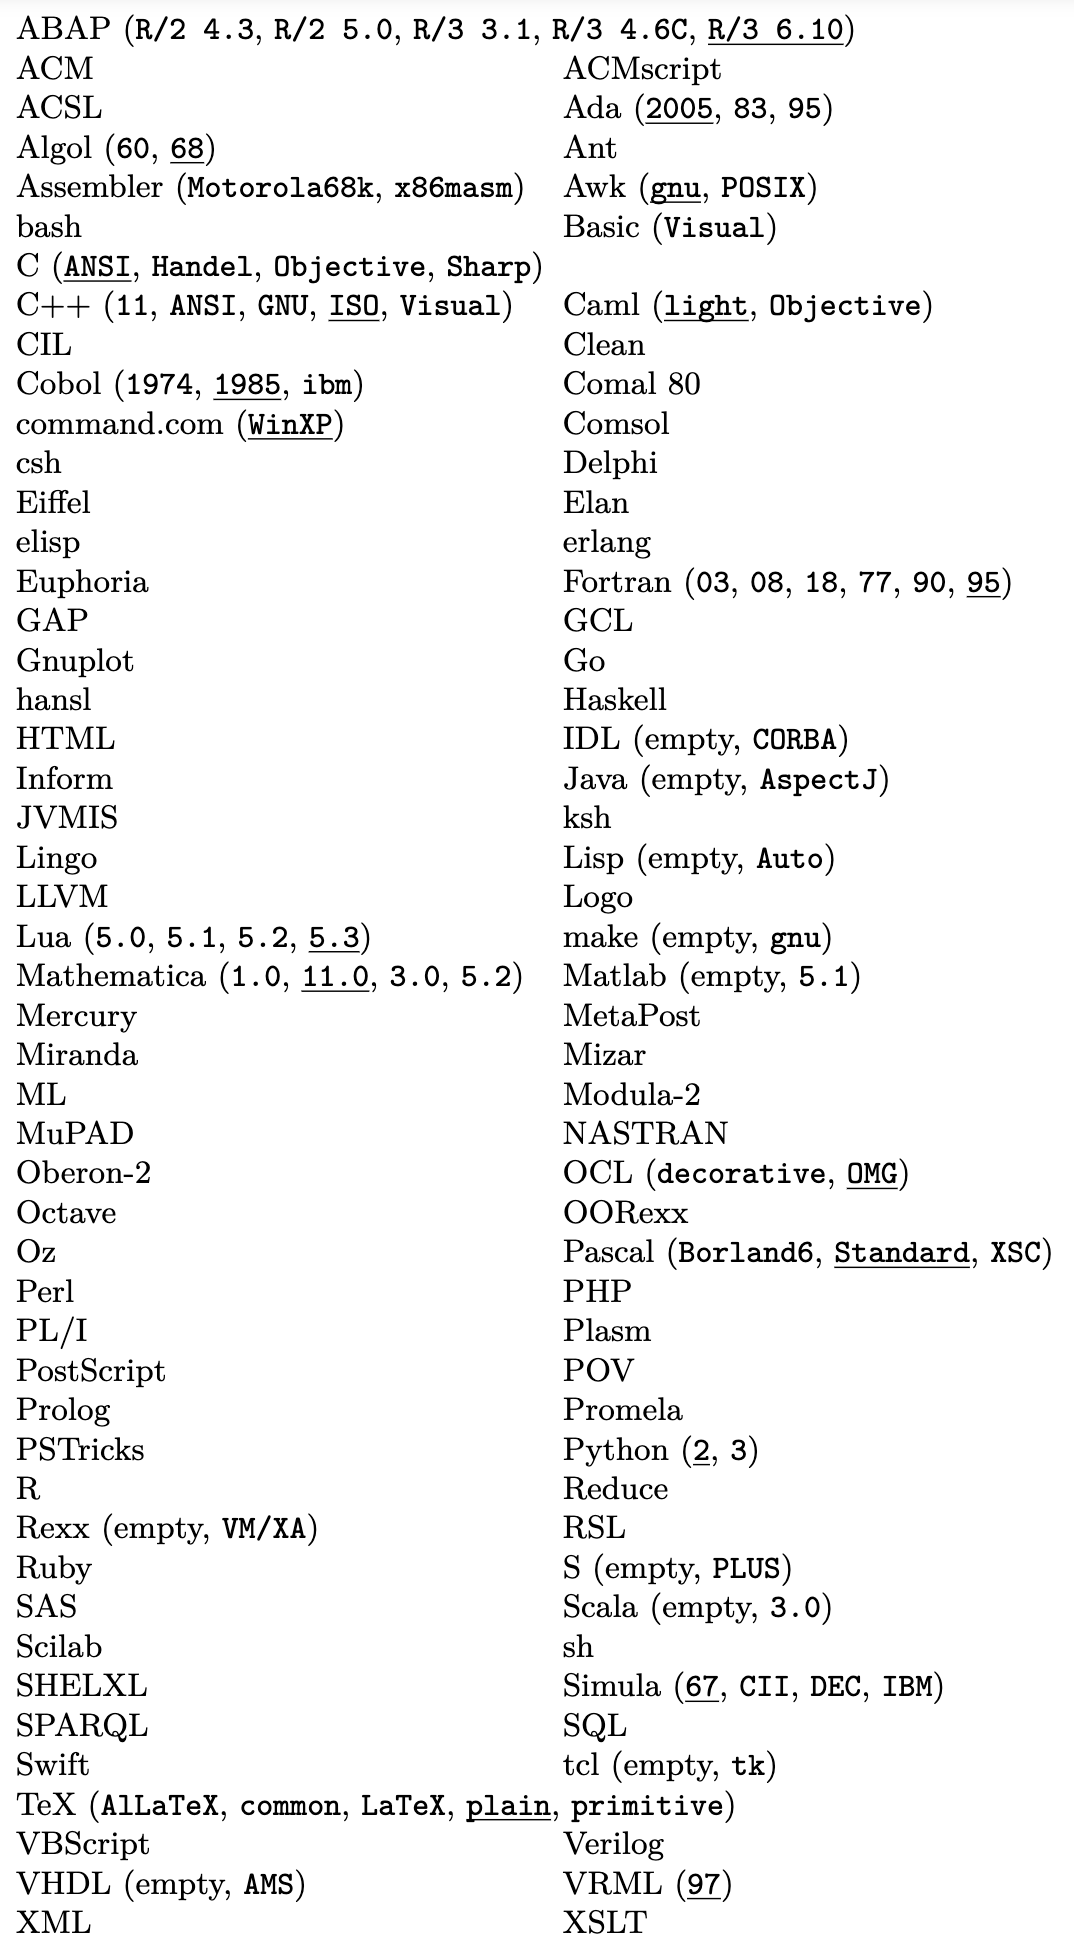 ABAP (R/2 4.3, R/2 5.0, R/3 3.1, R/3 4.6C, R/3 6.10)
ACM ACMscript
ACSL Ada (2005, 83, 95)
Algol (60, 68) Ant
Assembler (Motorola68k, x86masm) Awk (gnu, POSIX)
bash Basic (Visual)
C (ANSI, Handel, Objective, Sharp)
C++ (11, ANSI, GNU, ISO, Visual) Caml (light, Objective)
CIL Clean
Cobol (1974, 1985, ibm) Comal 80
command.com (WinXP) Comsol
csh Delphi
Eiffel Elan
elisp erlang
Euphoria Fortran (03, 08, 18, 77, 90, 95)
GAP GCL
Gnuplot Go
hansl Haskell
HTML IDL (empty, CORBA)
Inform Java (empty, AspectJ)
JVMIS ksh
Lingo Lisp (empty, Auto)
LLVM Logo
Lua (5.0, 5.1, 5.2, 5.3) make (empty, gnu)
Mathematica (1.0, 11.0, 3.0, 5.2) Matlab (empty, 5.1)
Mercury MetaPost
Miranda Mizar
ML Modula-2
MuPAD NASTRAN
Oberon-2 OCL (decorative, OMG)
Octave OORexx
Oz Pascal (Borland6, Standard, XSC)
Perl PHP
PL/I Plasm
PostScript POV
Prolog Promela
PSTricks Python (2, 3)
R Reduce
Rexx (empty, VM/XA) RSL
Ruby S (empty, PLUS)
SAS Scala (empty, 3.0)
Scilab sh
SHELXL Simula (67, CII, DEC, IBM)
SPARQL SQL
Swift tcl (empty, tk)
TeX (AlLaTeX, common, LaTeX, plain, primitive)
VBScript Verilog
VHDL (empty, AMS) VRML (97)
XML XSLT